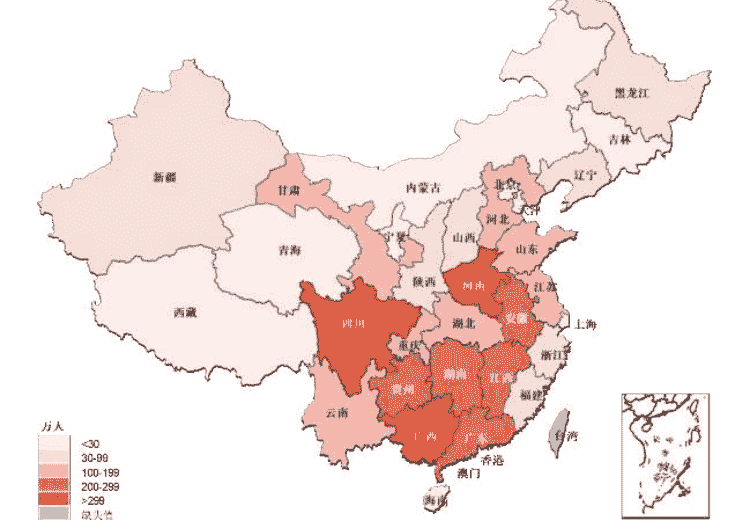 黑龙江
吉林
新疆
辽宁
甘肃
内蒙古
北京
天津
河北
宁夏
山西
青海
山东
陕西
河南
江苏
西藏
安徽
四川
湖北
上海
重庆
浙江
湖南
江西
贵州
福建
云南
广西
广东
台湾
香港
澳门
海南
万人
<30
30-99
100-199
200-299
>299
缺失值